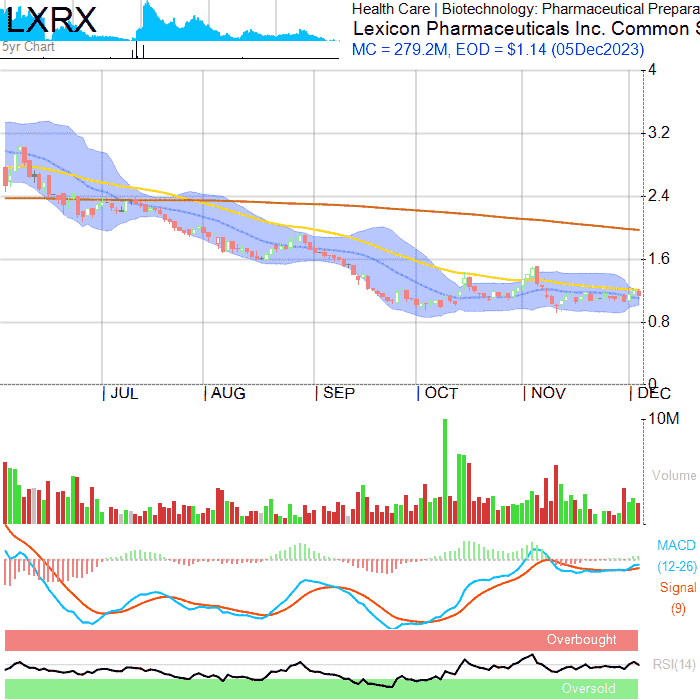 LXRX
5yr Chart
Health Care | Biotechnology: Pharmaceutical Prepara
Lexicon Pharmaceuticals Inc. Common S
MC = 279.2M, EOD = $1.14 (05Dec2023)
4
3.2
2.4
1.6
0.8
0
JUL AUG SEP OCT NOV DEC
10M
Volume
MACD
(12-26)
Signal
(9)
Overbought
RSI(14)
Oversold